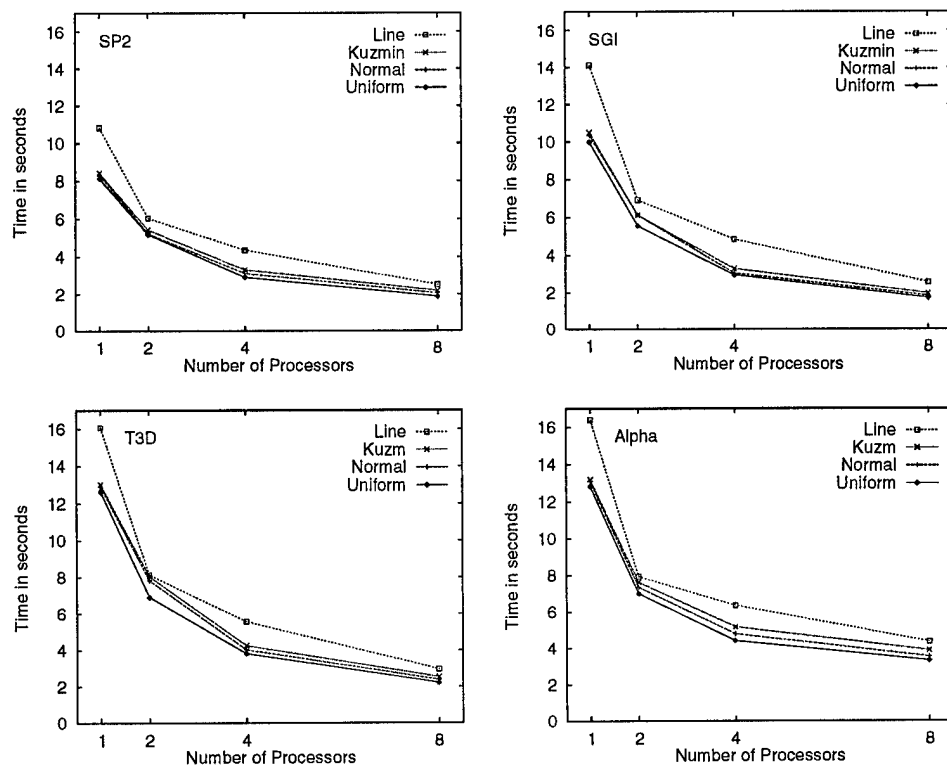 SP2
Line
Kuzmin
Normal
Uniform
Time in seconds
16
14
12
10
8
6
4
2
0
1 2 4 8
Number of Processors
SGI
Line
Kuzmin
Normal
Uniform
Time in seconds
16
14
12
10
8
6
4
2
0
1 2 4 8
Number of Processors
T3D
Line
Kuzm
Normal
Uniform
Time in seconds
16
14
12
10
8
6
4
2
0
1 2 4 8
Number of Processors
Alpha
Line
Kuzm
Normal
Uniform
Time in seconds
16
14
12
10
8
6
4
2
0
1 2 4 8
Number of Processors